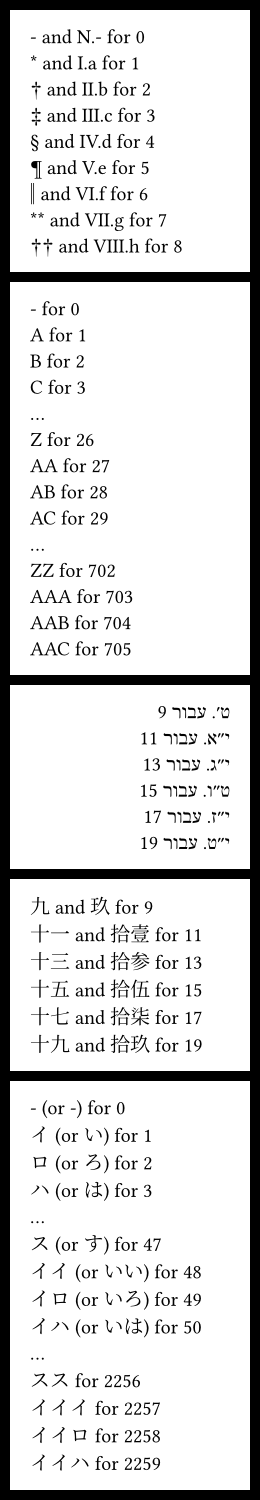 - and N.- for 0
* and I.a for 1
† and II.b for 2
‡ and III.c for 3
§ and IV.d for 4
¶ and V.e for 5
‖ and VI.f for 6
** and VII.g for 7
†† and VIII.h for 8
- for 0
A for 1
B for 2
C for 3
...
Z for 26
AA for 27
AB for 28
AC for 29
...
ZZ for 702
AAA for 703
AAB for 704
AAC for 705
ט׳. עבור 9
י״א. עבור 11
י״ג. עבור 13
ט״ו. עבור 15
י״ז. עבור 17
י״ט. עבור 19
九 and 玖 for 9
十一 and 拾壹 for 11
十三 and 拾参 for 13
十五 and 拾伍 for 15
十七 and 拾柒 for 17
十九 and 拾玖 for 19
- (or -) for 0
イ (or い) for 1
ロ (or ろ) for 2
ハ (or は) for 3
...
ス (or す) for 47
イイ (or いい) for 48
イロ (or いろ) for 49
イハ (or いは) for 50
...
スス for 2256
イイイ for 2257
イイロ for 2258
イイハ for 2259